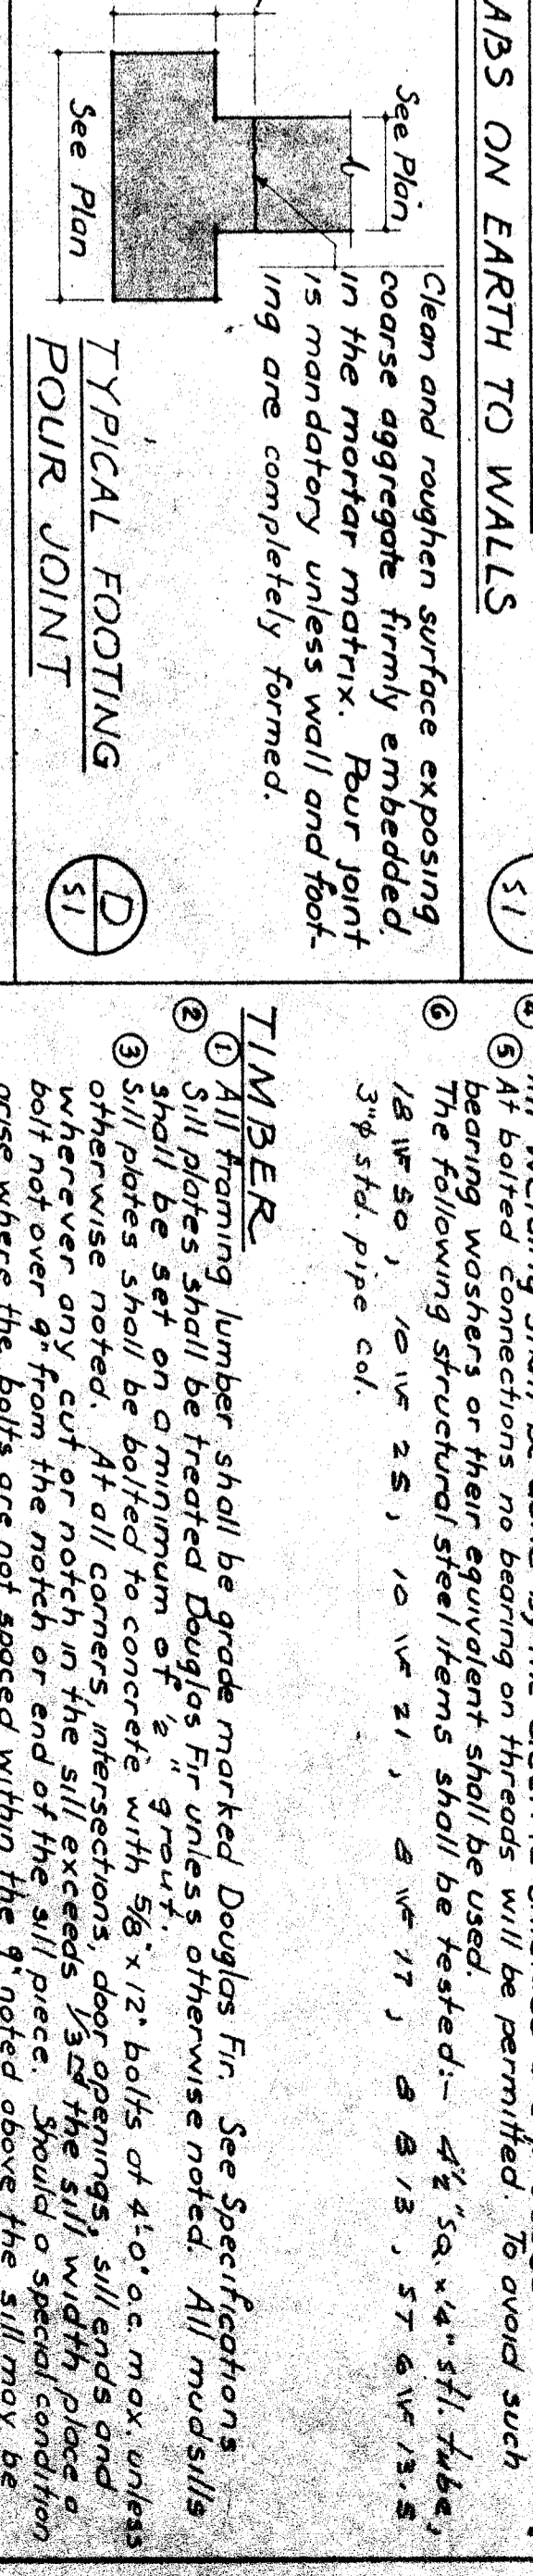 ABS ON EARTH TO WALLS
S1
See Plan
See Plan
Clean and roughen surface exposing
coarse aggregate firmly embedded
in the mortar matrix. Pour joint
is mandatory unless wall and foot-
ing are completely formed.
TYPICAL FOOTING
POUR JOINT
D
S1
④
⑤ At bolted connections no bearing on threads will be permitted. To avoid such
bearing washers or their equivalent shall be used.
⑥ The following structural steel items shall be tested:- 4½" SQ. x ¼" stl. tube,
18 WF 50, 10 WF 25, 10 WF 21, 8 WF 17, 8 B 13, ST 6 WF 13.5
3"φ std. pipe col.
TIMBER
① All framing lumber shall be grade marked Douglas Fir. See Specifications
② Sill plates shall be treated Douglas Fir unless otherwise noted. All mudsills
shall be set on a minimum of ½" grout.
③ Sill plates shall be bolted to concrete with 5/8" x 12" bolts at 4'-0" o.c. max. unless
otherwise noted. At all corners, intersections, door openings, sill ends and
wherever any cut or notch in the sill exceeds 1/3 the sill width place a
bolt not over 9" from the notch or end of the sill piece. Should a special condition
arise where the bolts are not spaced within the 9" noted above the sill may be